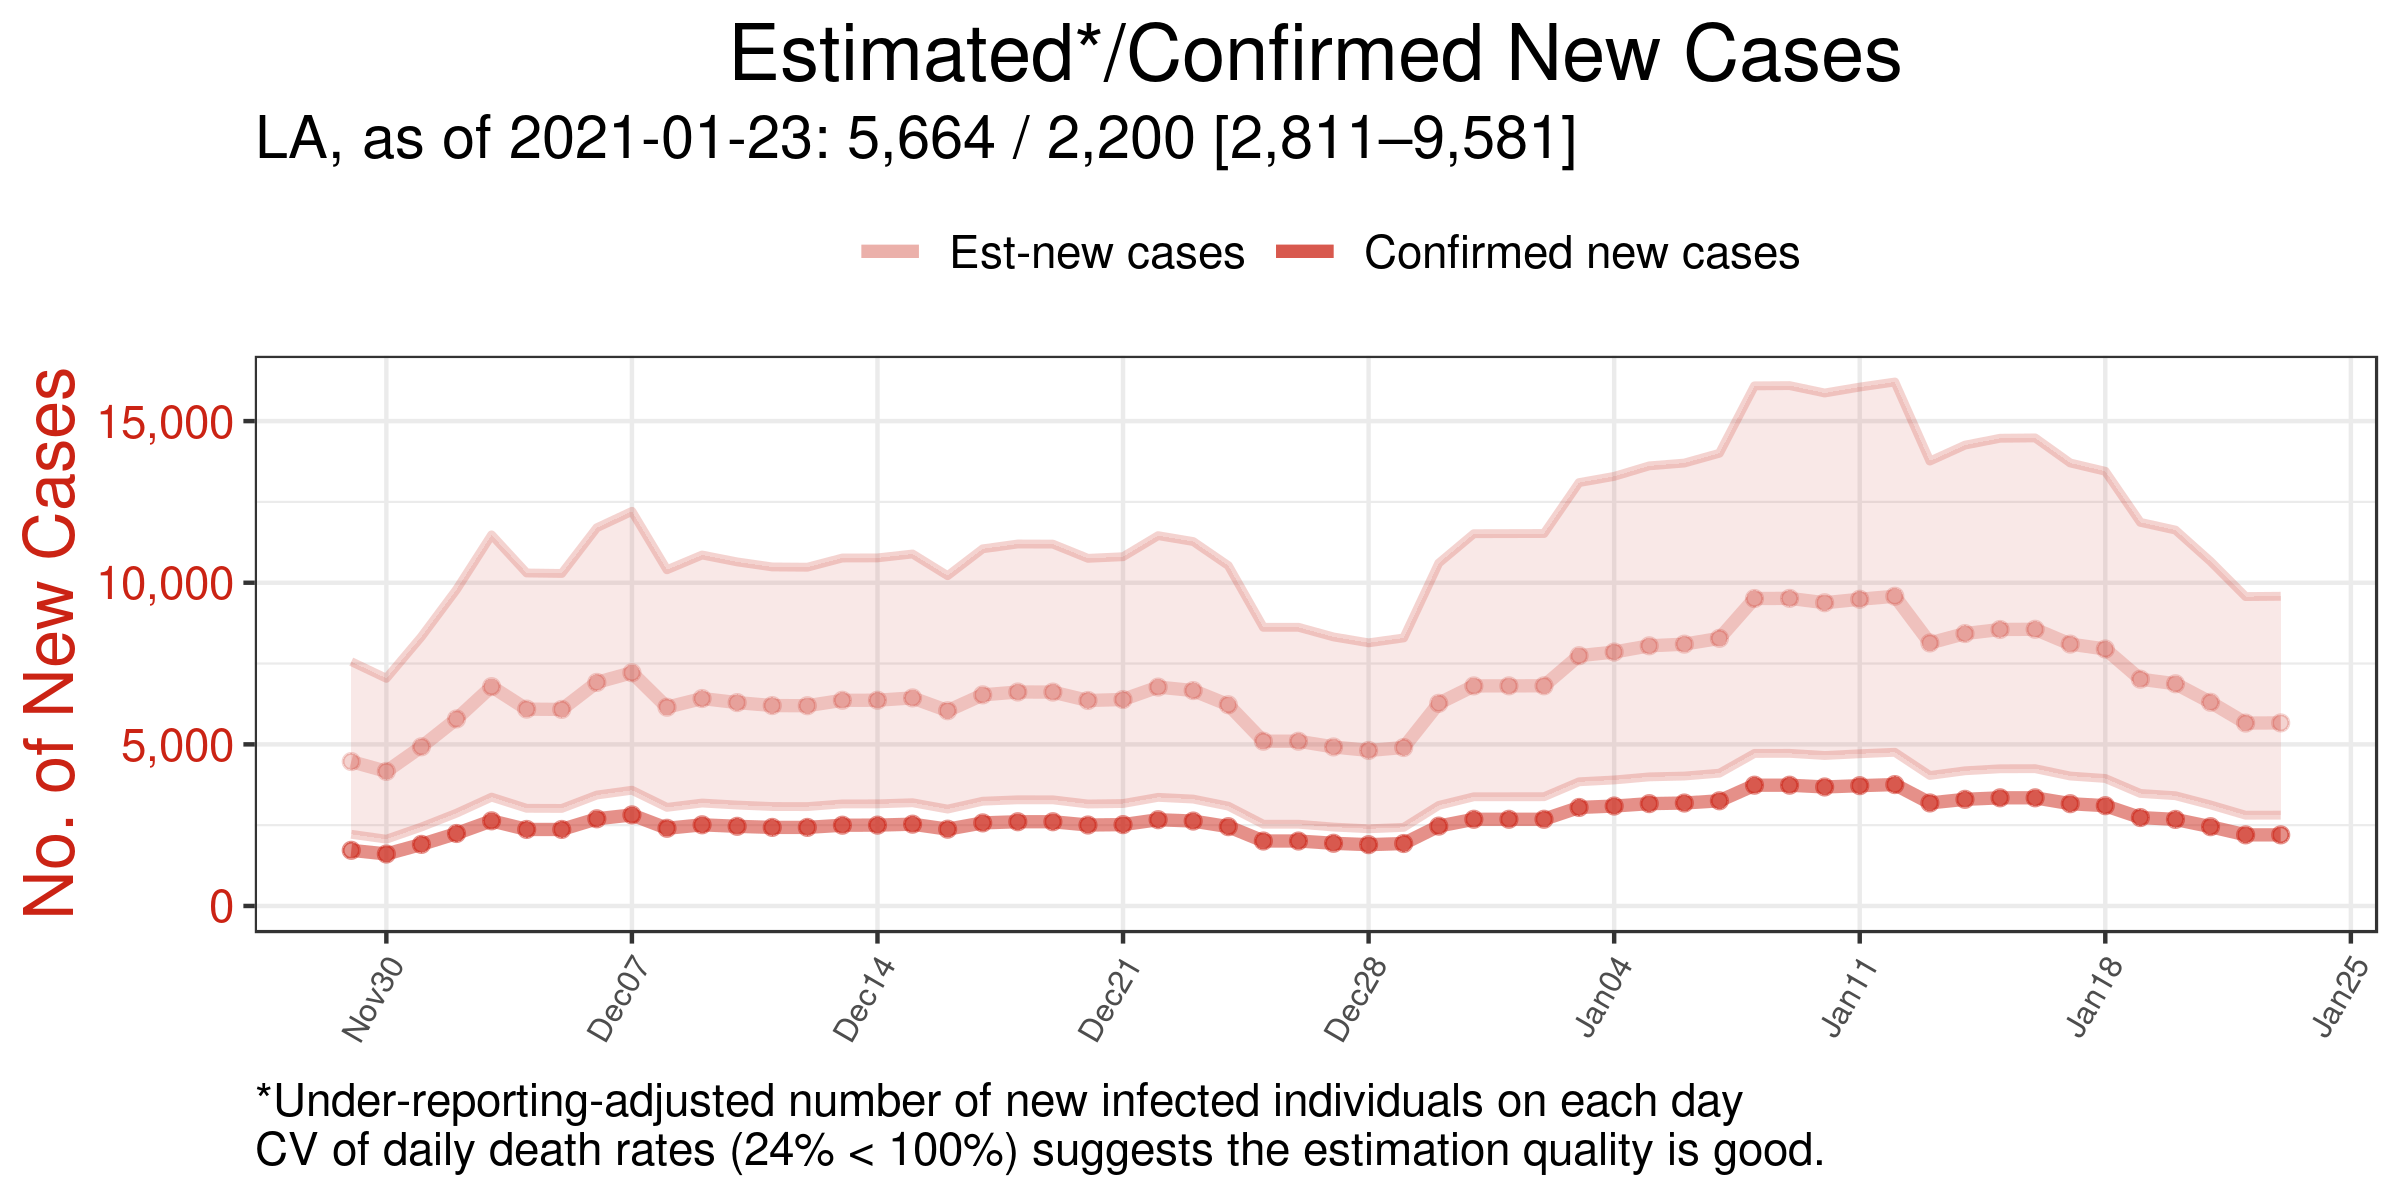 Estimated*/Confirmed New Cases
LA, as of 2021-01-23: 5,664 / 2,200 [2,811–9,581]
Est-new cases
Confirmed new cases
No. of New Cases
15,000
10,000
5,000
0
Nov30
Dec07
Dec14
Dec21
Dec28
Jan04
Jan11
Jan18
Jan25
*Under-reporting-adjusted number of new infected individuals on each day
CV of daily death rates (24% < 100%) suggests the estimation quality is good.